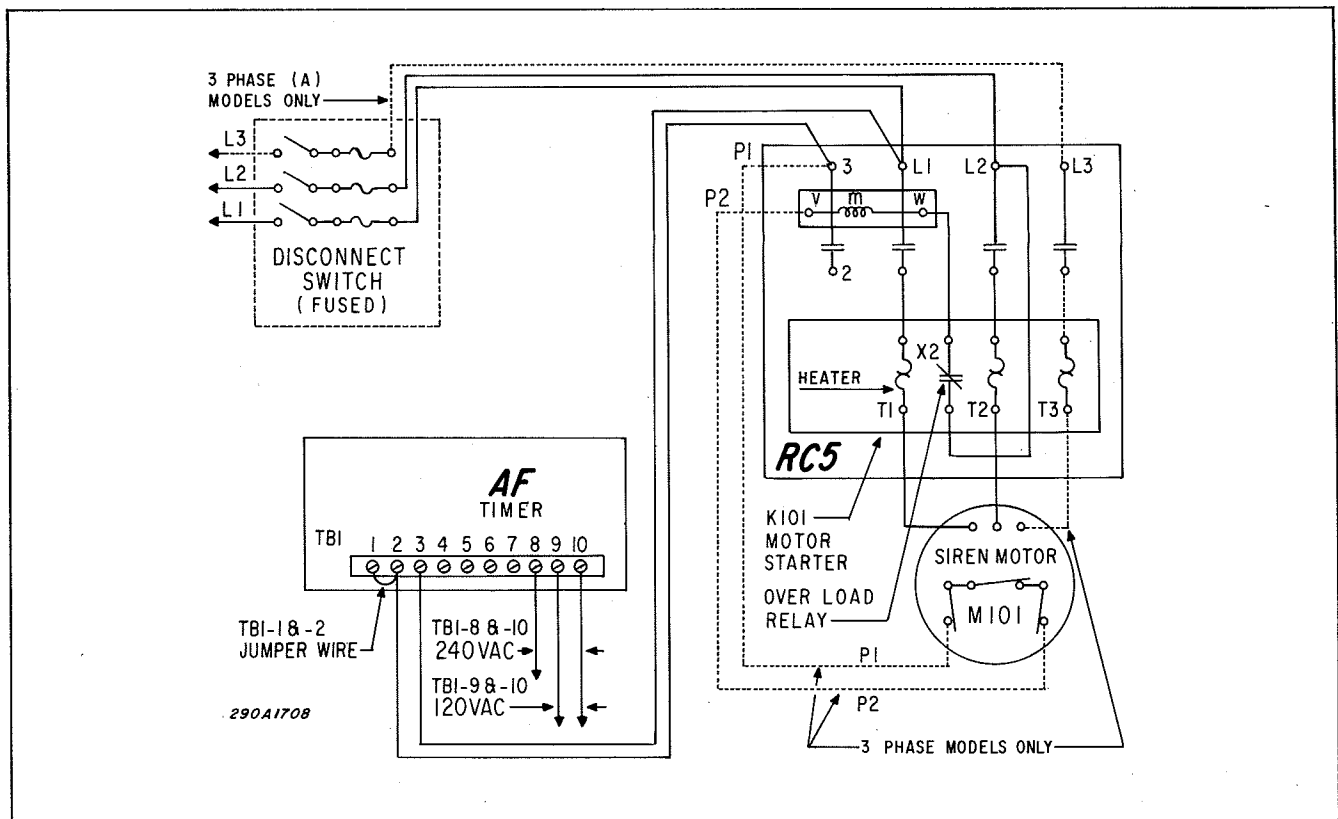 3 PHASE (A)
MODELS ONLY
L3
L2
L1
DISCONNECT
SWITCH
(FUSED)
P1
3
L1
L2
L3
P2
V
m
W
2
HEATER
X2
T1
T2
T3
RC5
K101
MOTOR
STARTER
OVER LOAD
RELAY
SIREN MOTOR
M101
P1
P2
3 PHASE MODELS ONLY
AF
TIMER
TB1
1 2 3 4 5 6 7 8 9 10
TB1-1 & -2
JUMPER WIRE
TB1-8 & -10
240VAC
TB1-9 & -10
120VAC
290A1708